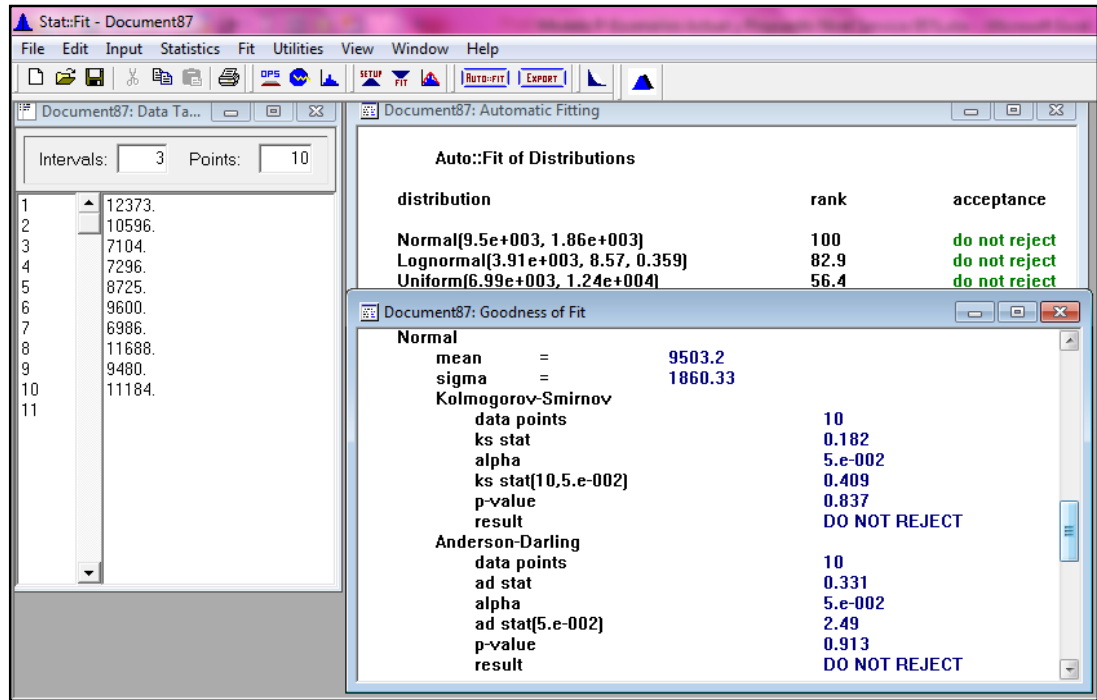 Stat::Fit - Document87
File Edit Input Statistics Fit Utilities View Window Help
OPS SETUP FIT AUTO::FIT EXPORT
Document87: Data Ta...
Intervals: 3 Points: 10
1 12373.
2 10596.
3 7104.
4 7296.
5 8725.
6 9600.
7 6986.
8 11688.
9 9480.
10 11184.
11
Document87: Automatic Fitting
Auto::Fit of Distributions
distribution rank acceptance
Normal(9.5e+003, 1.86e+003) 100 do not reject
Lognormal(3.91e+003, 8.57, 0.359) 82.9 do not reject
Uniform(6.99e+003, 1.24e+004) 56.4 do not reject
Document87: Goodness of Fit
Normal
mean = 9503.2
sigma = 1860.33
Kolmogorov-Smirnov
data points 10
ks stat 0.182
alpha 5.e-002
ks stat(10,5.e-002) 0.409
p-value 0.837
result DO NOT REJECT
Anderson-Darling
data points 10
ad stat 0.331
alpha 5.e-002
ad stat(5.e-002) 2.49
p-value 0.913
result DO NOT REJECT